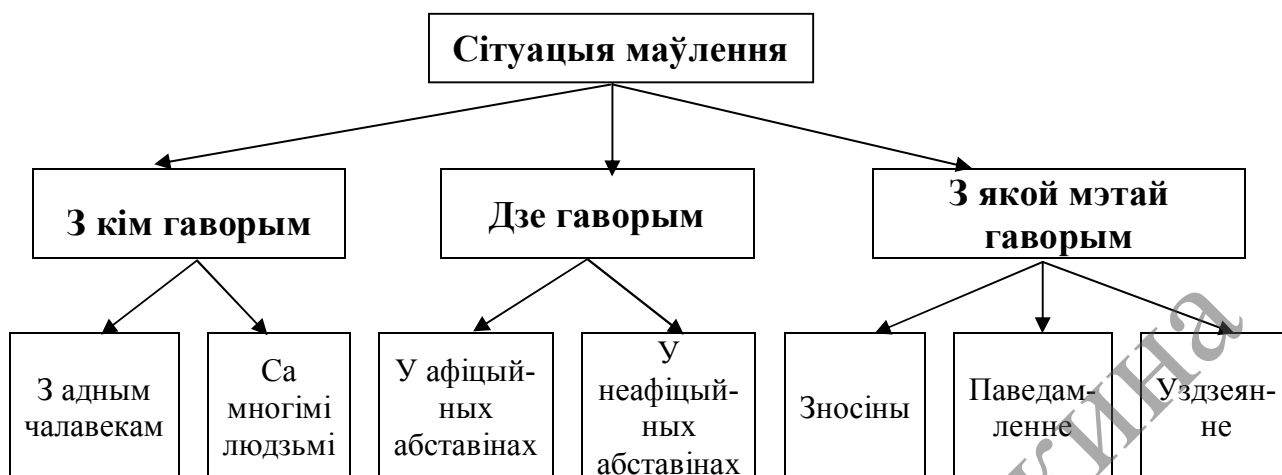 Сітуацыя маўлення
З кім гаворым
Дзе гаворым
З якой мэтай
гаворым
З адным
чалавекам
Са
многімі
людзьмі
У афіцый-
ных
абставінах
У
неафіцый-
ных
абставінах
Зносіны
Паведам-
ленне
Уздзеян-
не
кина